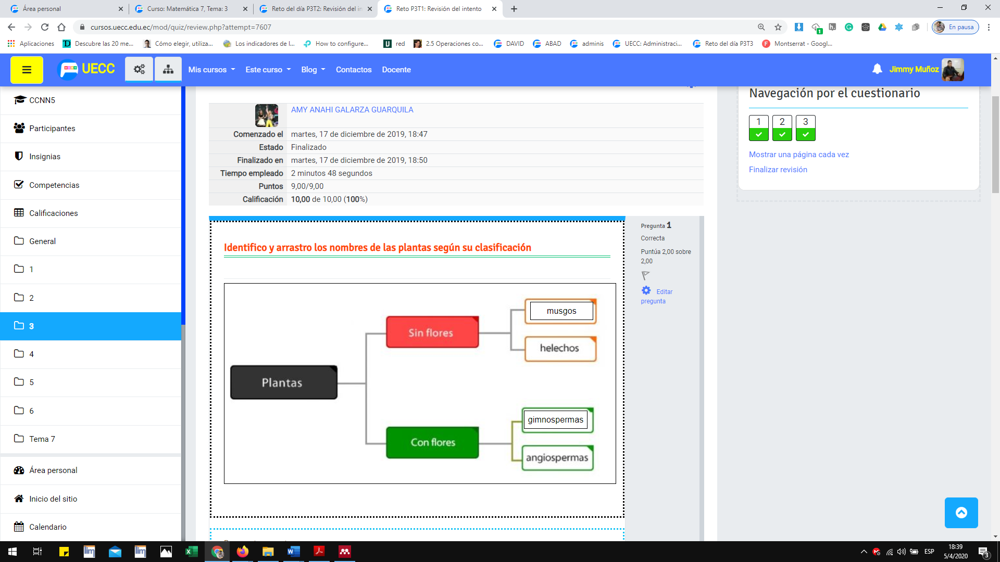 Área personal
Curso: Matemática 7, Tema: 3
Reto del día P3T2: Revisión del in
Reto P3T1: Revisión del intento
cursos.uecc.edu.ec/mod/quiz/review.php?attempt=7607
1
En pausa
Aplicaciones
Descubre las 20 me...
Cómo elegir, utiliza...
Los indicadores de l...
How to configure...
red
2.5 Operaciones co...
DAVID
ABAD
adminis
UECC: Administraci...
Reto del día P3T3
Montserrat - Googl...
UECC
Mis cursos
Este curso
Blog
Contactos
Docente
Jimmy Muñoz
CCNN5
Participantes
Insignias
Competencias
Calificaciones
General
1
2
3
4
5
6
Tema 7
Área personal
Inicio del sitio
Calendario
AMY ANAHI GALARZA GUARQUILA
Comenzado el martes, 17 de diciembre de 2019, 18:47
Estado Finalizado
Finalizado en martes, 17 de diciembre de 2019, 18:50
Tiempo empleado 2 minutos 48 segundos
Puntos 9,00/9,00
Calificación 10,00 de 10,00 (100%)
Identifico y arrastro los nombres de las plantas según su clasificación
Plantas
Sin flores
musgos
helechos
Con flores
gimnospermas
angiospermas
Pregunta 1
Correcta
Puntúa 2,00 sobre
2,00
Editar
pregunta
Navegación por el cuestionario
1 2 3
Mostrar una página cada vez
Finalizar revisión
ESP
18:39
5/4/2020
3